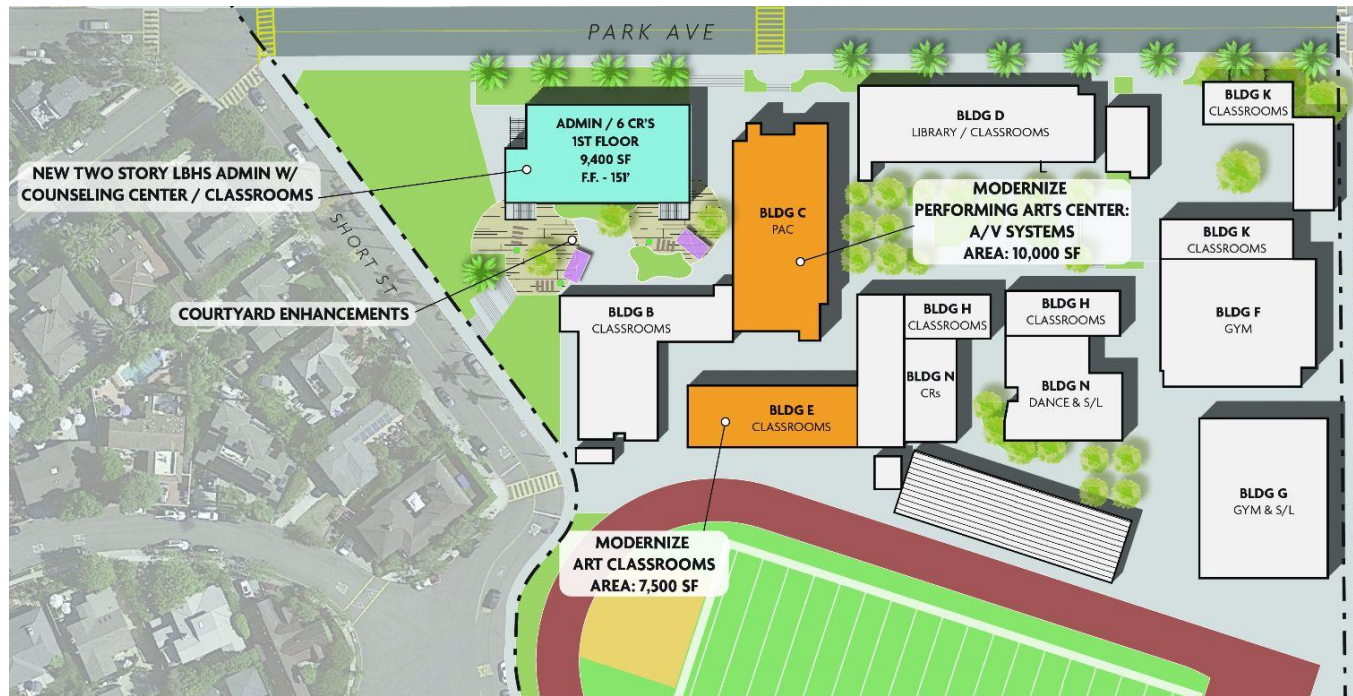 PARK AVE
ADMIN / 6 CR'S
1ST FLOOR
9,400 SF
F.F. - 151'
NEW TWO STORY LBHS ADMIN W/
COUNSELING CENTER / CLASSROOMS
SHORT ST
COURTYARD ENHANCEMENTS
BLDG C
PAC
BLDG D
LIBRARY / CLASSROOMS
BLDG K
CLASSROOMS
MODERNIZE
PERFORMING ARTS CENTER:
A/V SYSTEMS
AREA: 10,000 SF
BLDG K
CLASSROOMS
BLDG F
GYM
BLDG B
CLASSROOMS
BLDG H
CLASSROOMS
BLDG H
CLASSROOMS
BLDG N
CRs
BLDG N
DANCE & S/L
BLDG E
CLASSROOMS
BLDG G
GYM & S/L
MODERNIZE
ART CLASSROOMS
AREA: 7,500 SF